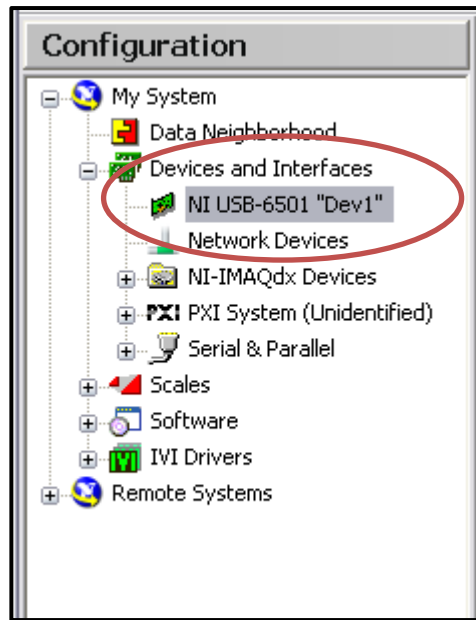 Configuration
My System
Data Neighborhood
Devices and Interfaces
NI USB-6501 "Dev1"
Network Devices
NI-IMAQdx Devices
PXI PXI System (Unidentified)
Serial & Parallel
Scales
Software
IVI Drivers
Remote Systems